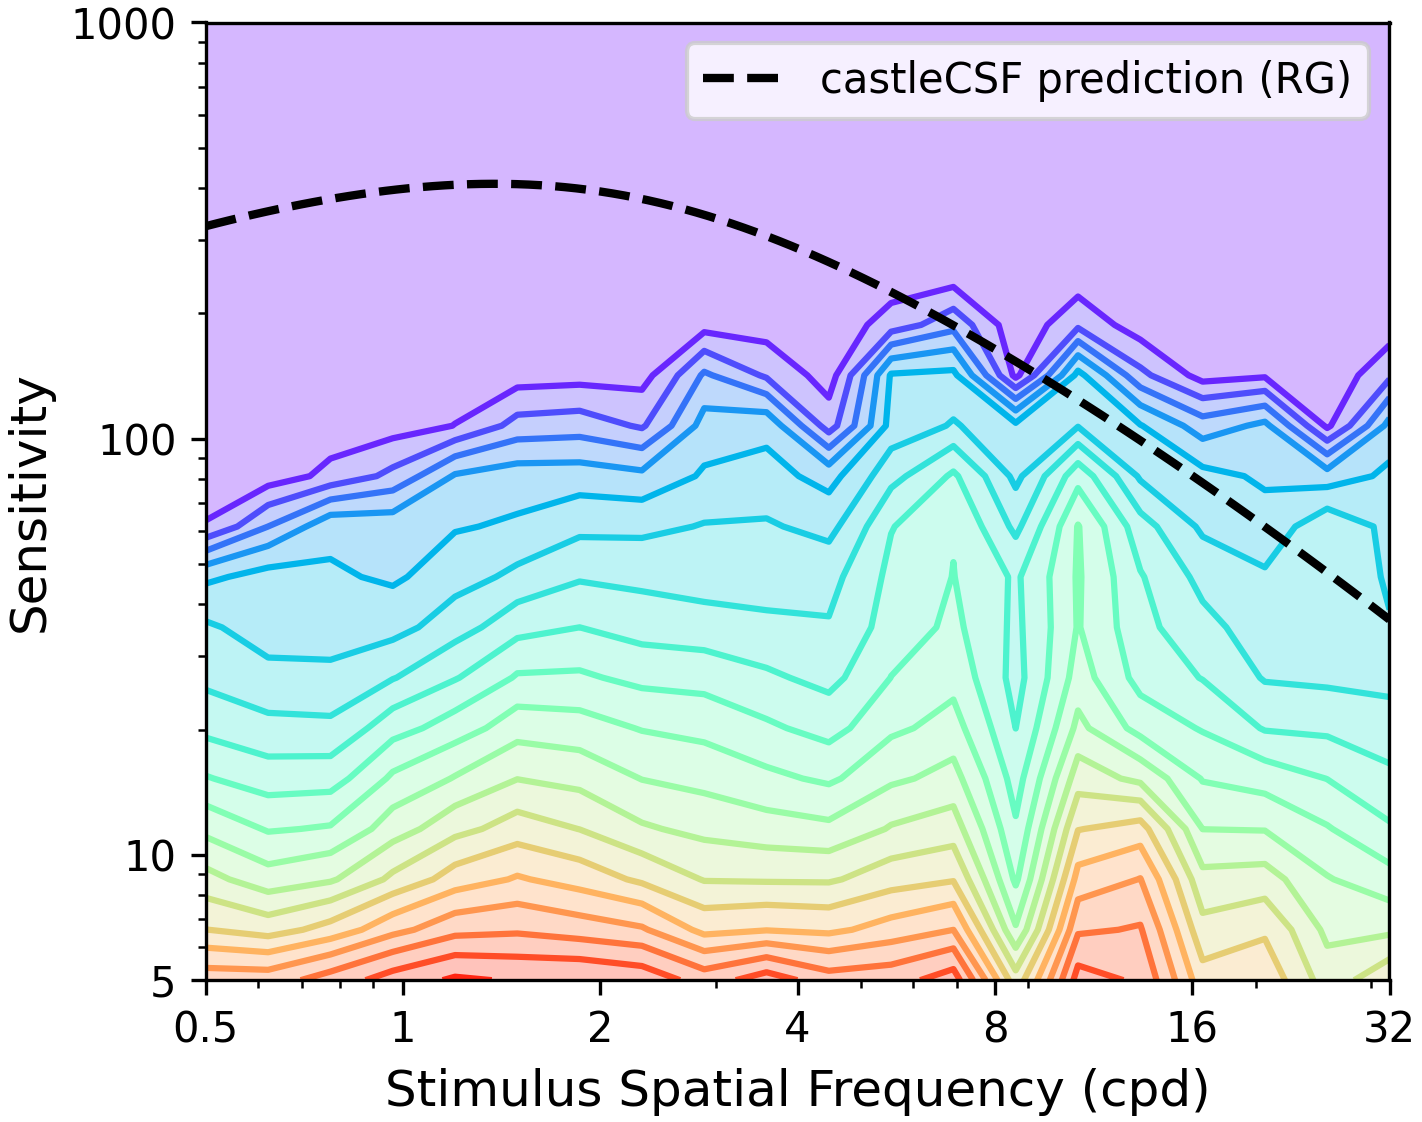 1000
castleCSF prediction (RG)
100
Sensitivity
10
5
0.5 1 2 4 8 16 32
Stimulus Spatial Frequency (cpd)